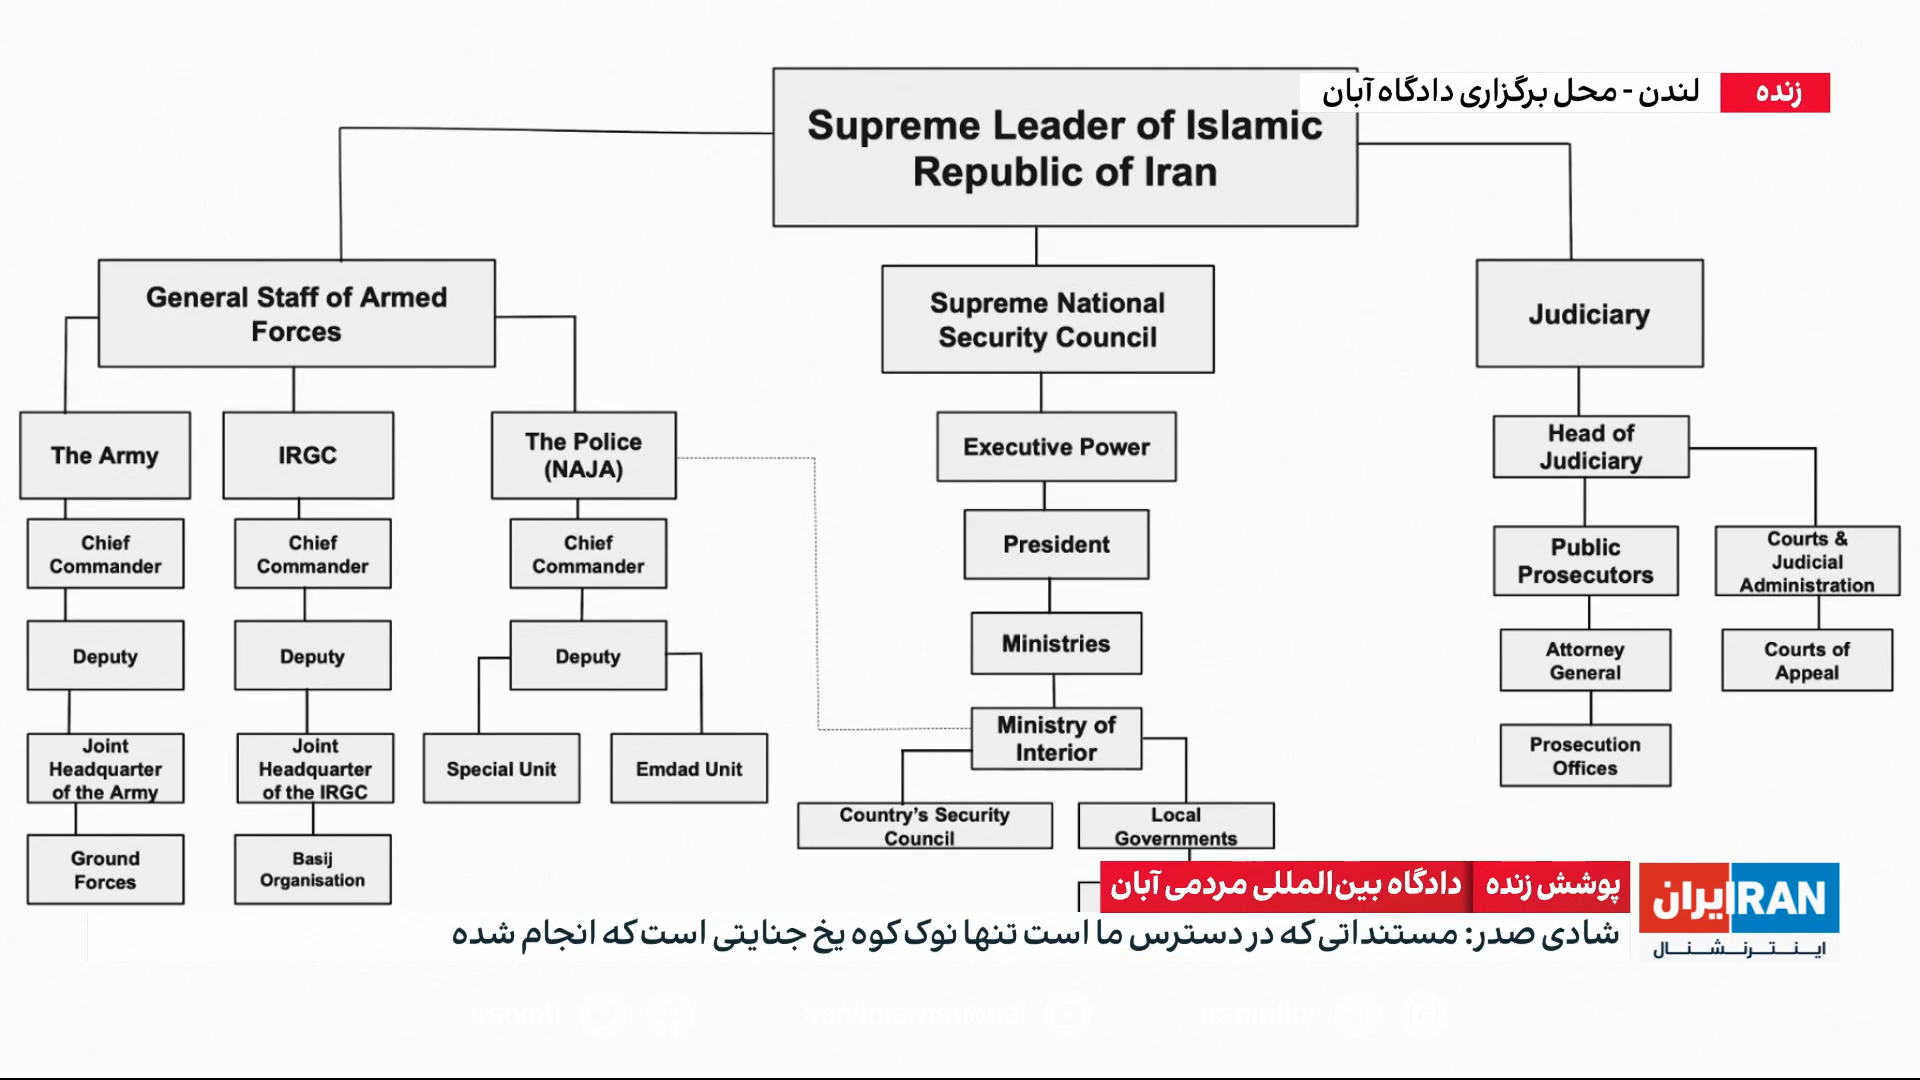 زنده
لندن - محل برگزاری دادگاه آبان
Supreme Leader of Islamic
Republic of Iran
General Staff of Armed
Forces
Supreme National
Security Council
Judiciary
The Army
IRGC
The Police
(NAJA)
Executive Power
Head of
Judiciary
Chief
Commander
Chief
Commander
Chief
Commander
President
Public
Prosecutors
Courts &
Judicial
Administration
Deputy
Deputy
Deputy
Ministries
Attorney
General
Courts of
Appeal
Joint
Headquarter
of the Army
Joint
Headquarter
of the IRGC
Special Unit
Emdad Unit
Ministry of
Interior
Prosecution
Offices
Country's Security
Council
Local
Governments
Ground
Forces
Basij
Organisation
پوشش زنده
دادگاه بین‌المللی مردمی آبان
شادی صدر: مستنداتی که در دسترس ما است تنها نوک کوه یخ جنایتی است که انجام شده
ایران IRAN
اینترنشنال